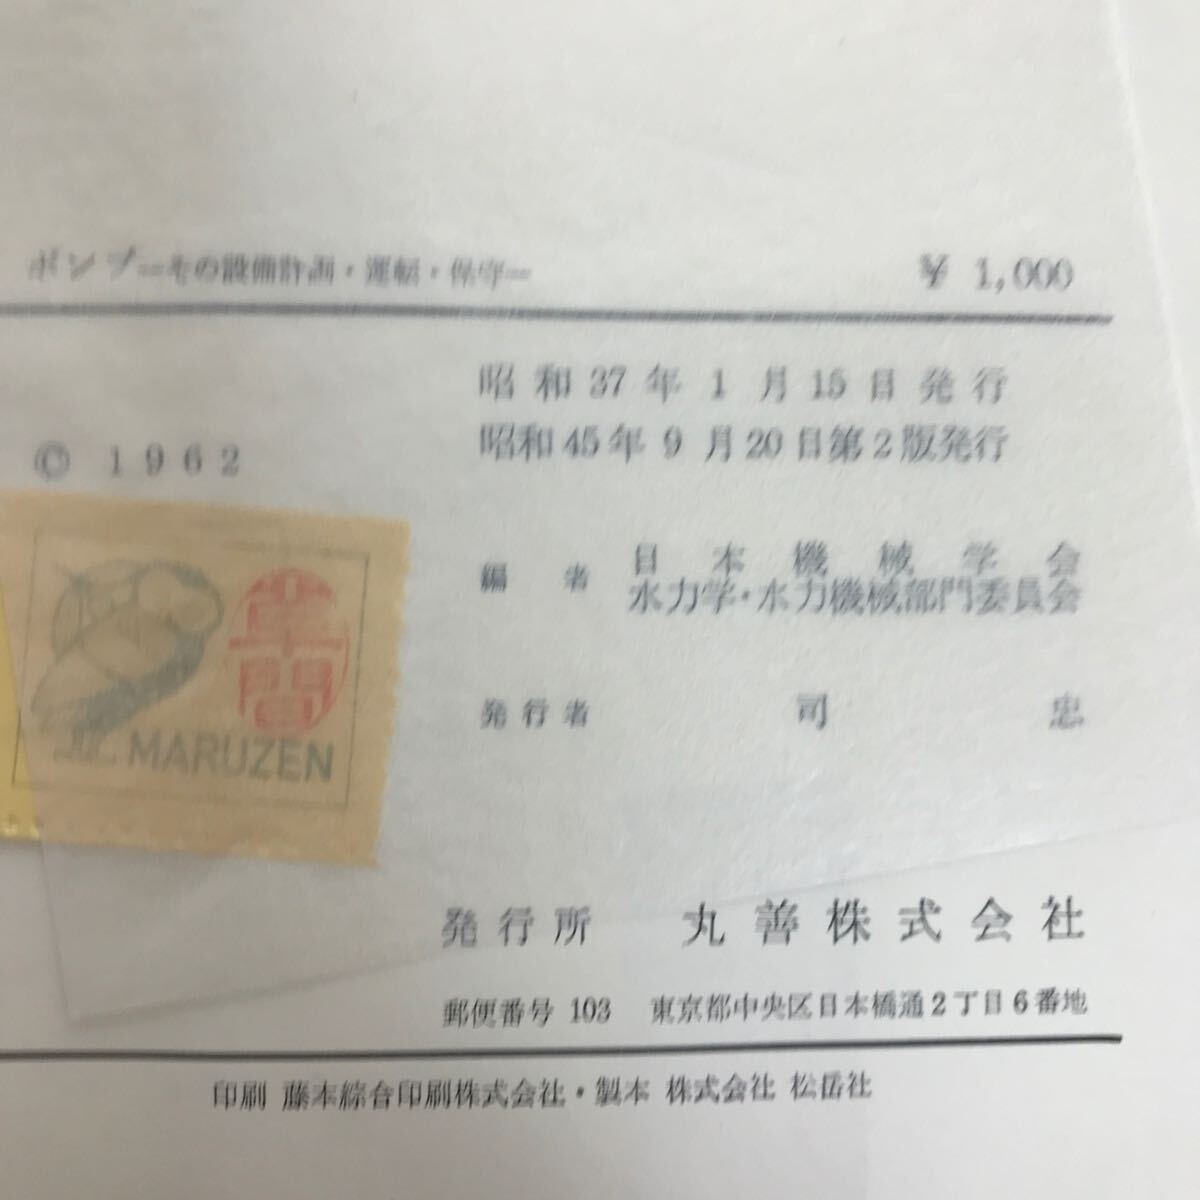 ポンプ―その設備計画・運転・保守― ¥ 1,000
昭和37年1月15日発行
© 1962
昭和45年9月20日第2版発行
編者 日本機械学会
水力学・水力機械部門委員会
発行者 司忠
MARUZEN
発行所 丸善株式会社
郵便番号 103 東京都中央区日本橋通2丁目6番地
印刷 藤本綜合印刷株式会社・製本 株式会社 松岳社